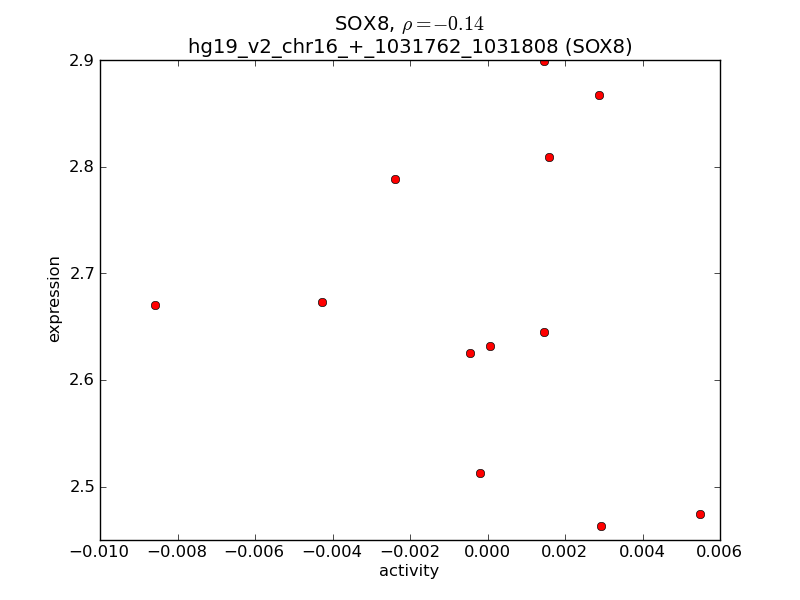 SOX8, ρ = −0.14
hg19_v2_chr16_+_1031762_1031808 (SOX8)
2.9
2.8
2.7
2.6
2.5
expression
−0.010 −0.008 −0.006 −0.004 −0.002 0.000 0.002 0.004 0.006
activity